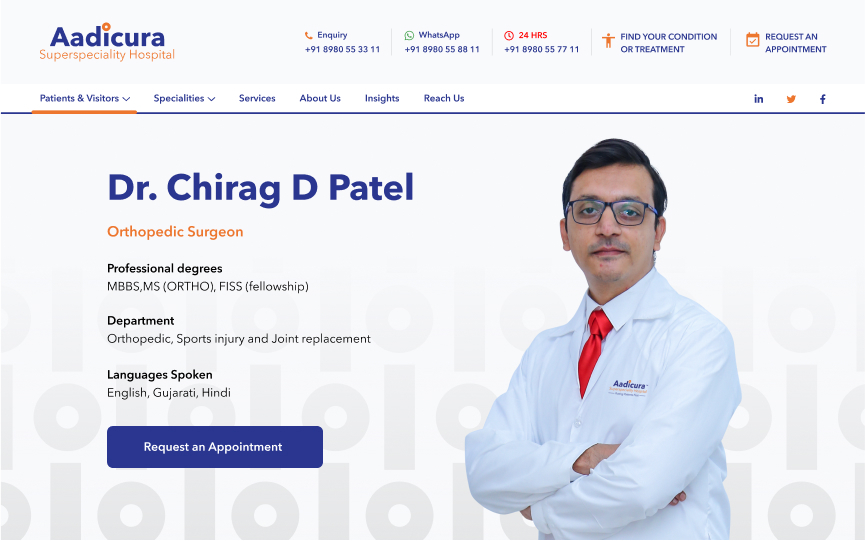 Aadicura
Superspeciality Hospital
Enquiry
+91 8980 55 33 11
WhatsApp
+91 8980 55 88 11
24 HRS
+91 8980 55 77 11
FIND YOUR CONDITION
OR TREATMENT
REQUEST AN
APPOINTMENT
Patients & Visitors
Specialities
Services
About Us
Insights
Reach Us
in
f
Dr. Chirag D Patel
Orthopedic Surgeon
Professional degrees
MBBS,MS (ORTHO), FISS (fellowship)
Department
Orthopedic, Sports injury and Joint replacement
Languages Spoken
English, Gujarati, Hindi
Request an Appointment
Aadicura
Superspeciality Hospital